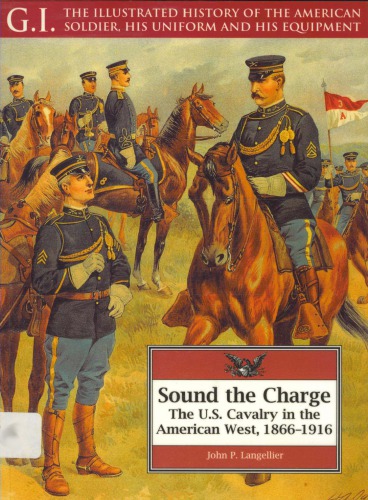 G.I. THE ILLUSTRATED HISTORY OF THE AMERICAN
SOLDIER, HIS UNIFORM AND HIS EQUIPMENT
A
Sound the Charge
The U.S. Cavalry in the
American West, 1866–1916
John P. Langellier